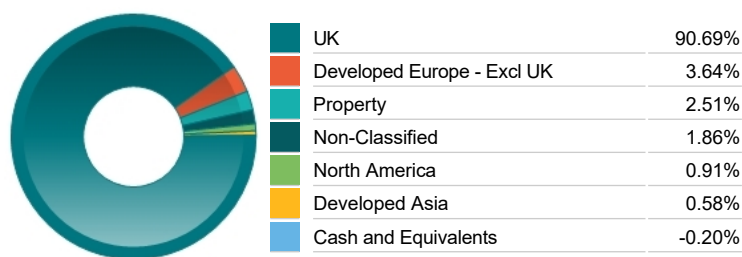 UK 90.69%
Developed Europe - Excl UK 3.64%
Property 2.51%
Non-Classified 1.86%
North America 0.91%
Developed Asia 0.58%
Cash and Equivalents -0.20%